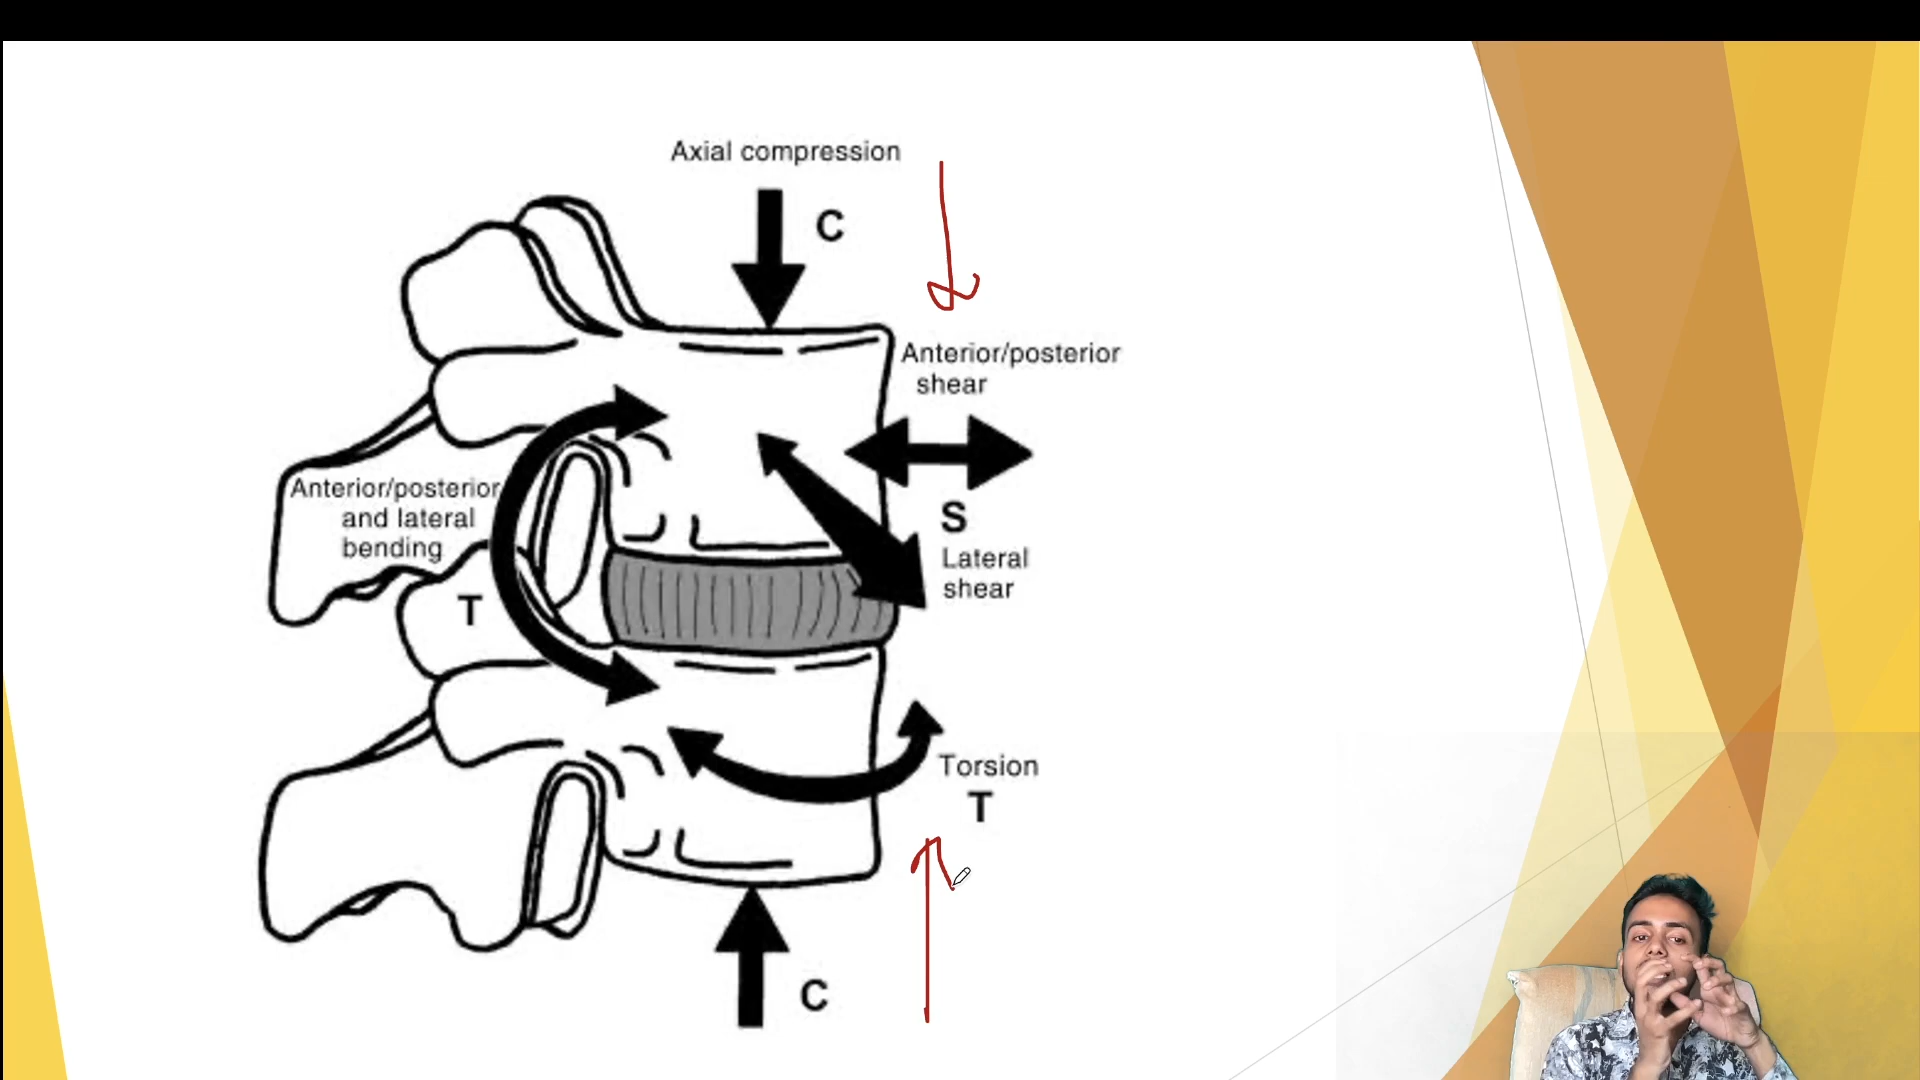 Axial compression
C
Anterior/posterior
shear
Anterior/posterior
and lateral
bending
T
S
Lateral
shear
Torsion
T
C